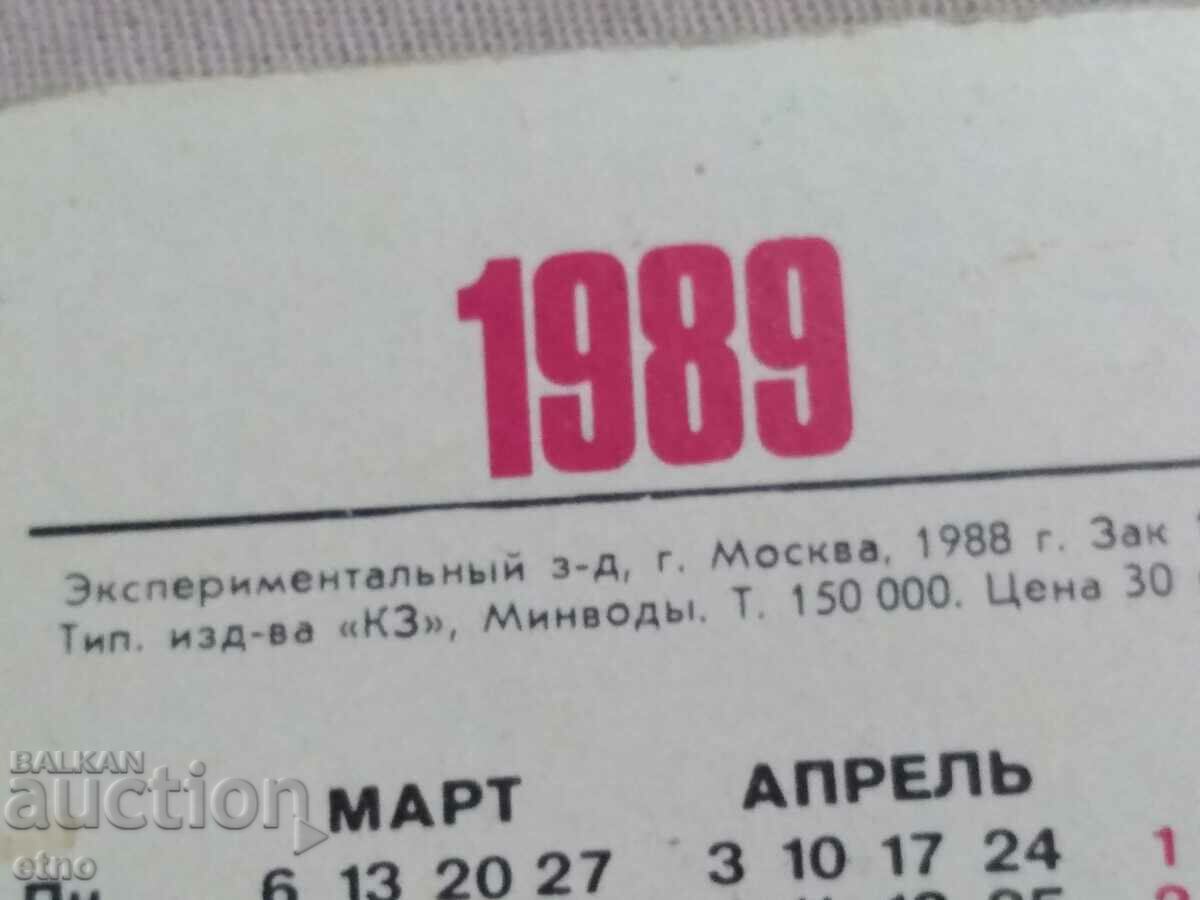 1989
Экспериментальный з-д, г. Москва, 1988 г. Зак
Тип. изд-ва «КЗ», Минводы. Т. 150 000. Цена 30
BALKAN
auction
etno
МАРТ АПРЕЛЬ
Пн 6 13 20 27 3 10 17 24 1